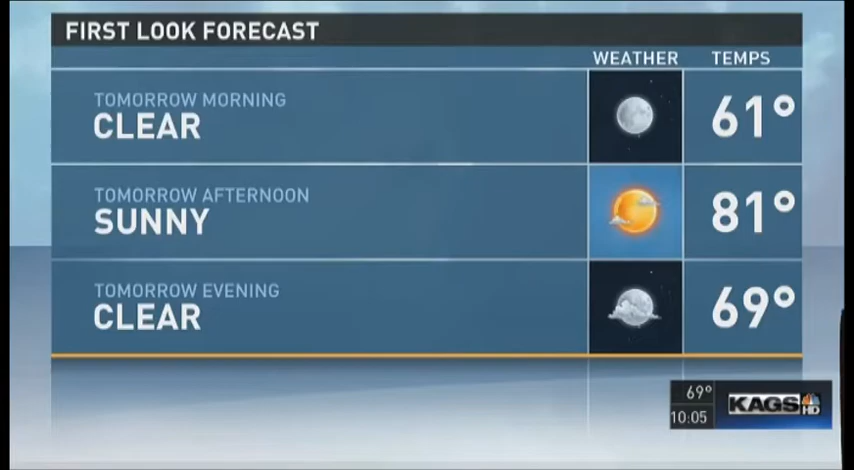 FIRST LOOK FORECAST
WEATHER TEMPS
TOMORROW MORNING
CLEAR
61°
TOMORROW AFTERNOON
SUNNY
81°
TOMORROW EVENING
CLEAR
69°
69°
10:05
KAGS HD